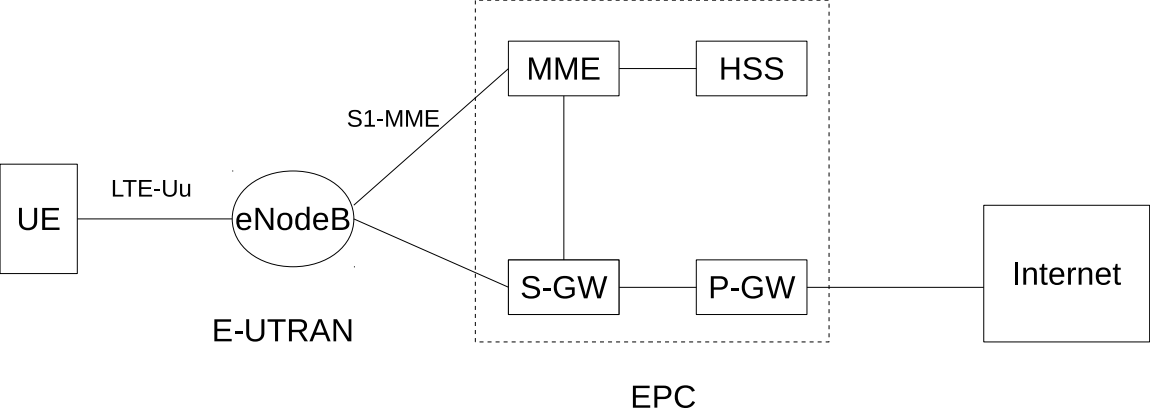 MME
HSS
S1-MME
LTE-Uu
UE
eNodeB
Internet
S-GW
P-GW
E-UTRAN
EPC